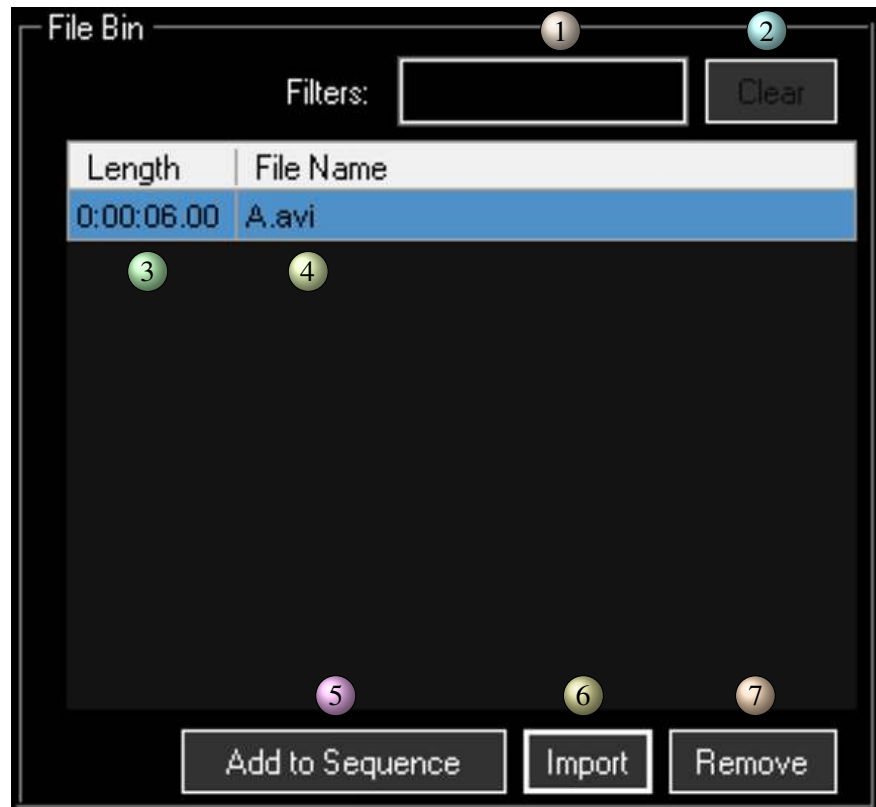 File Bin
1 2
Filters: Clear
Length File Name
0:00:06.00 A.avi
3 4
5 6 7
Add to Sequence Import Remove